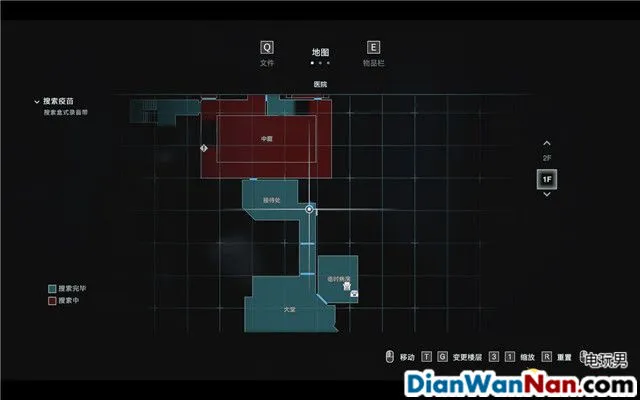 Q
E
文件
地图
物品栏
医院
搜索疫苗
搜索盒式录音带
中庭
接待处
临时病房
大堂
2F
1F
搜索完毕
搜索中
移动
T
G
变更楼层
3
1
缩放
R
重置
电玩男
DianWanNan.com